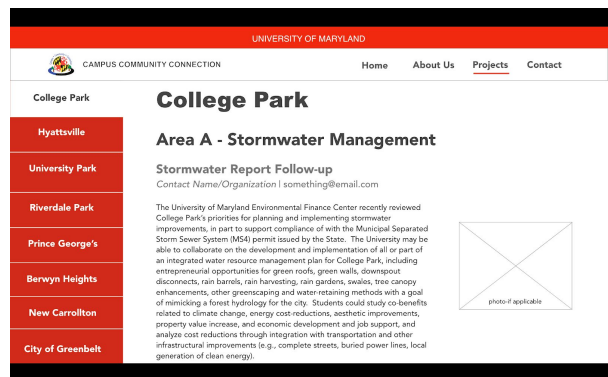 UNIVERSITY OF MARYLAND
CAMPUS COMMUNITY CONNECTION
Home About Us Projects Contact
College Park
Hyattsville
University Park
Riverdale Park
Prince George's
Berwyn Heights
New Carrollton
City of Greenbelt
College Park
Area A - Stormwater Management
Stormwater Report Follow-up
Contact Name/Organization | something@email.com
The University of Maryland Environmental Finance Center recently reviewed
College Park's priorities for planning and implementing stormwater
improvements, in part to support compliance of with the Municipal Separated
Storm Sewer System (MS4) permit issued by the State. The University may be
able to collaborate on the development and implementation of all or part of
an integrated water resource management plan for College Park, including
entrepreneurial opportunities for green roofs, green walls, downspout
disconnects, rain barrels, rain harvesting, rain gardens, swales, tree canopy
enhancements, other greenscaping and water-retaining methods with a goal
of mimicking a forest hydrology for the city. Students could study co-benefits
related to climate change, energy cost-reductions, aesthetic improvements,
property value increase, and economic development and job support, and
analyze cost reductions through integration with transportation and other
infrastructural improvements (e.g., complete streets, buried power lines, local
generation of clean energy).
photo-if applicable